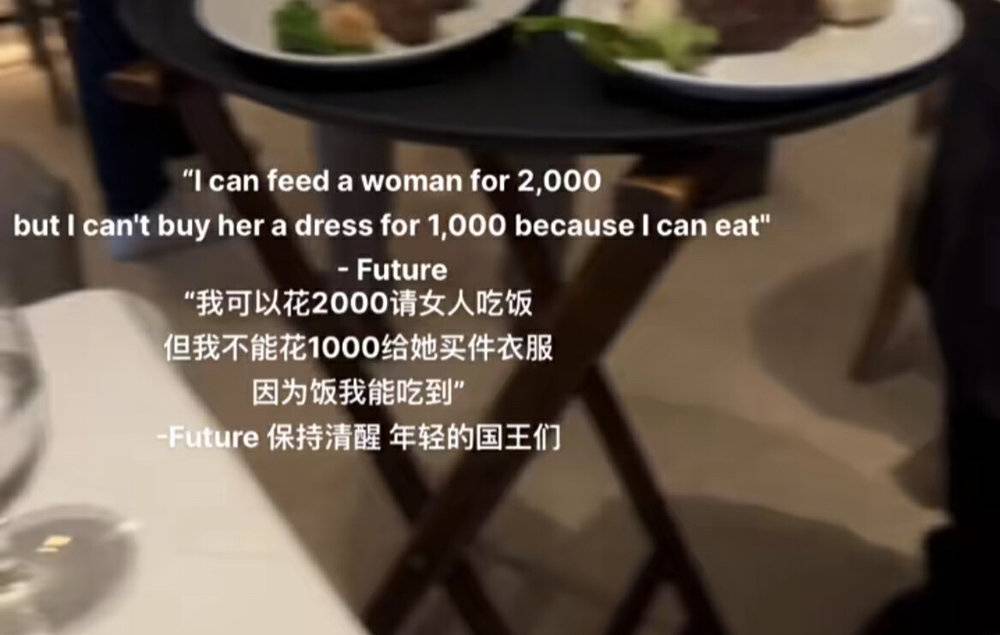 “I can feed a woman for 2,000
but I can't buy her a dress for 1,000 because I can eat"
- Future
“我可以花2000请女人吃饭
但我不能花1000给她买件衣服
因为饭我能吃到”
-Future 保持清醒 年轻的国王们